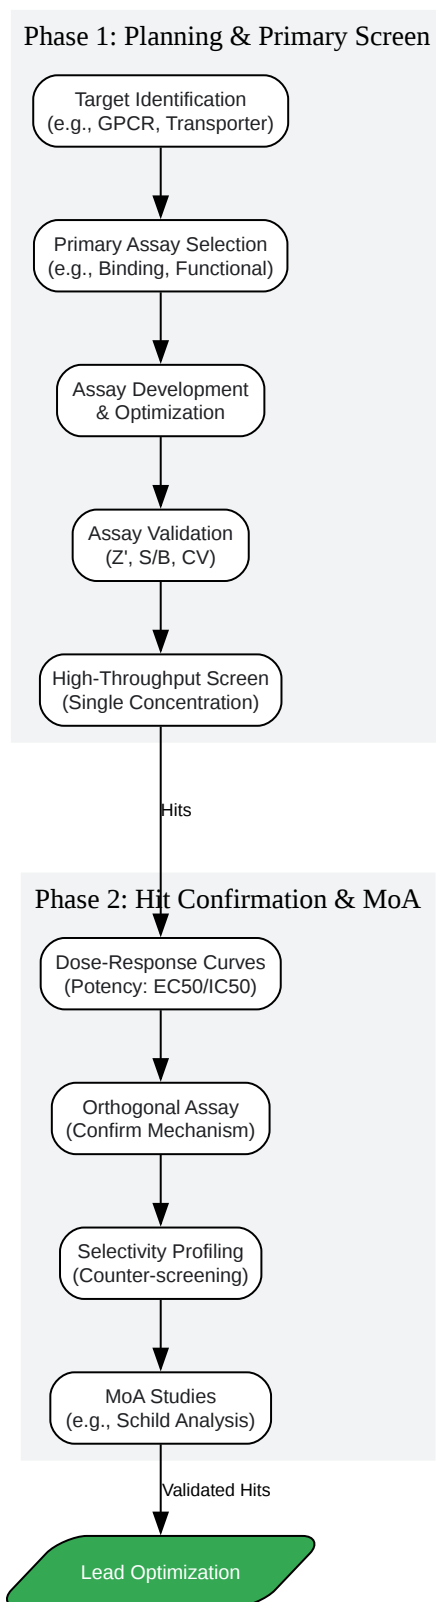 Phase 1: Planning & Primary Screen
Target Identification
(e.g., GPCR, Transporter)
Primary Assay Selection
(e.g., Binding, Functional)
Assay Development
& Optimization
Assay Validation
(Z', S/B, CV)
High-Throughput Screen
(Single Concentration)
Hits
Phase 2: Hit Confirmation & MoA
Dose-Response Curves
(Potency: EC50/IC50)
Orthogonal Assay
(Confirm Mechanism)
Selectivity Profiling
(Counter-screening)
MoA Studies
(e.g., Schild Analysis)
Validated Hits
Lead Optimization